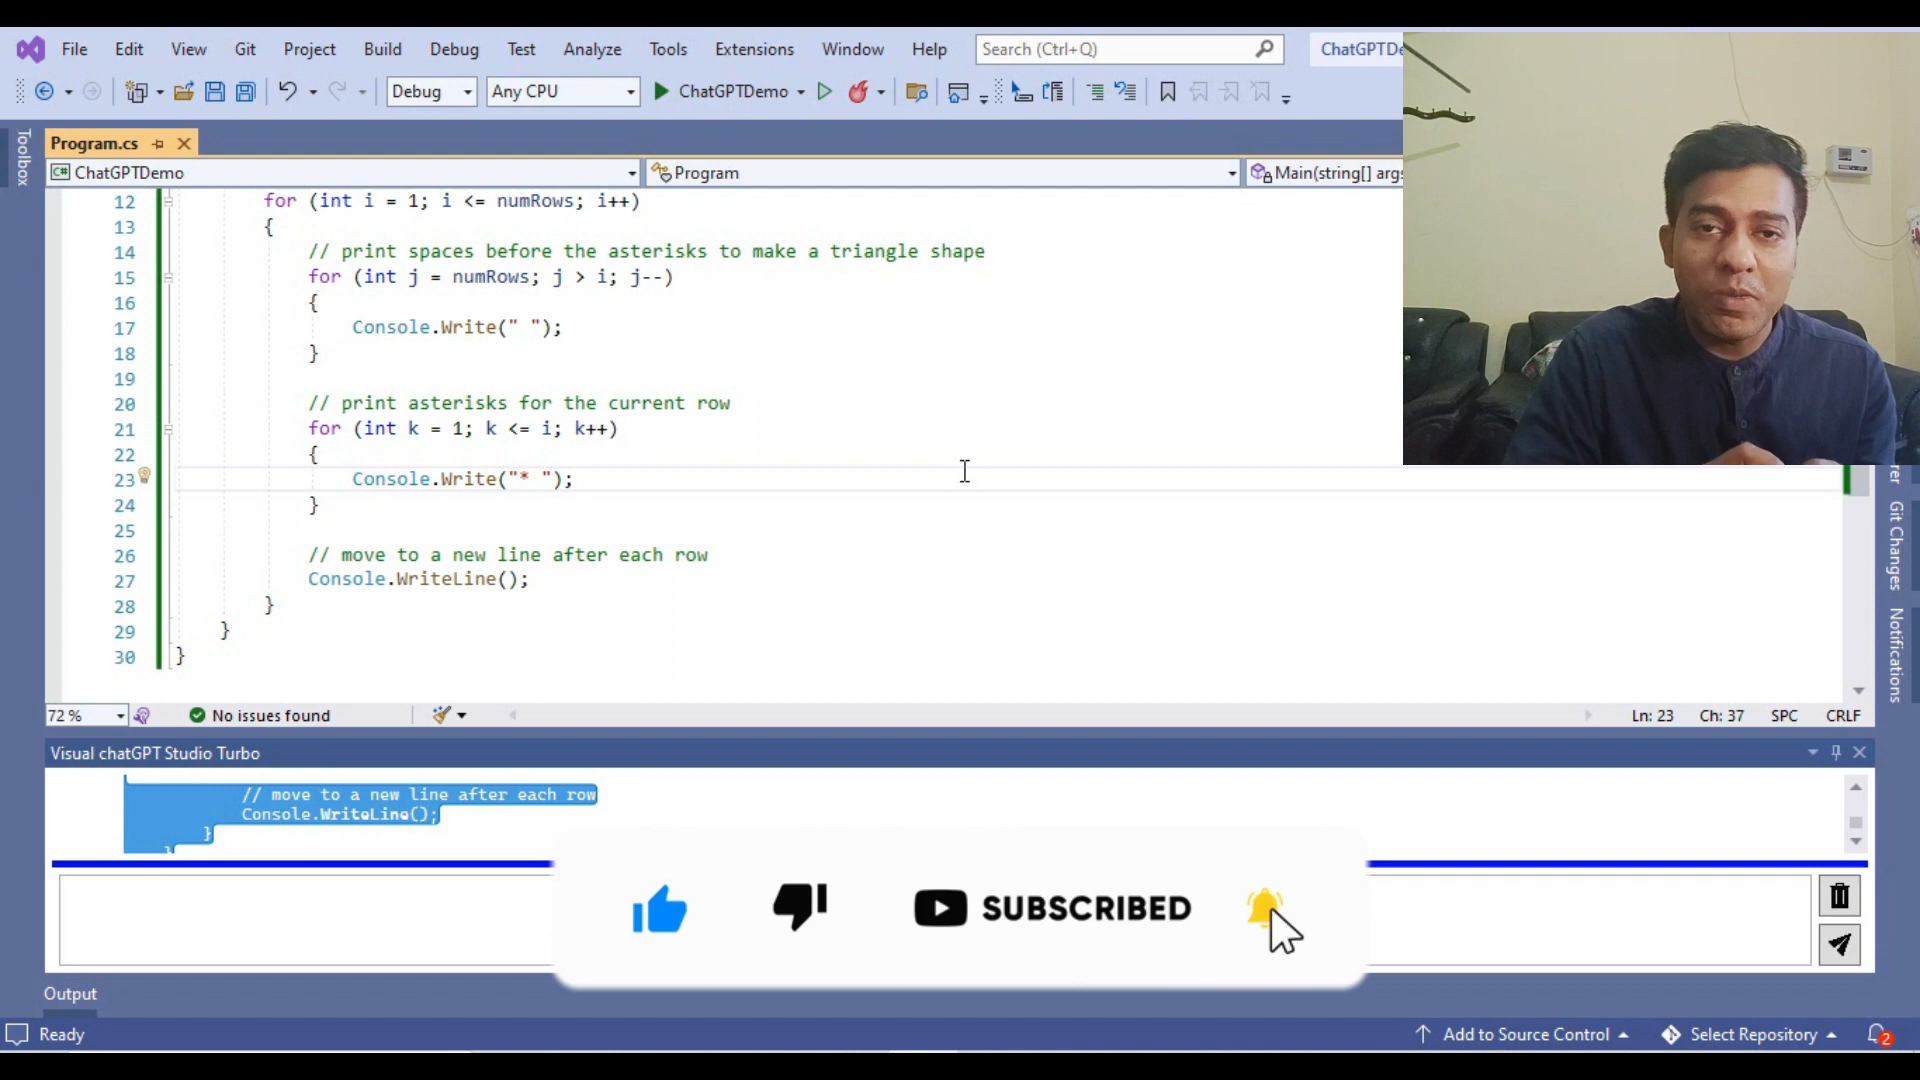 File Edit View Git Project Build Debug Test Analyze Tools Extensions Window Help Search (Ctrl+Q)
Debug Any CPU ChatGPTDemo
Toolbox
Program.cs
C# ChatGPTDemo Program Main(string[]
12 for (int i = 1; i <= numRows; i++)
13 {
14 // print spaces before the asterisks to make a triangle shape
15 for (int j = numRows; j > i; j--)
16 {
17 Console.Write(" ");
18 }
19
20 // print asterisks for the current row
21 for (int k = 1; k <= i; k++)
22 {
23 Console.Write("* ");
24 }
25
26 // move to a new line after each row
27 Console.WriteLine();
28 }
29 }
30 }
Git Changes
Notifications
72 % No issues found Ln: 23 Ch: 37 SPC CRLF
Visual chatGPT Studio Turbo
// move to a new line after each row
Console.WriteLine();
}
SUBSCRIBED
Output
Ready Add to Source Control Select Repository 2